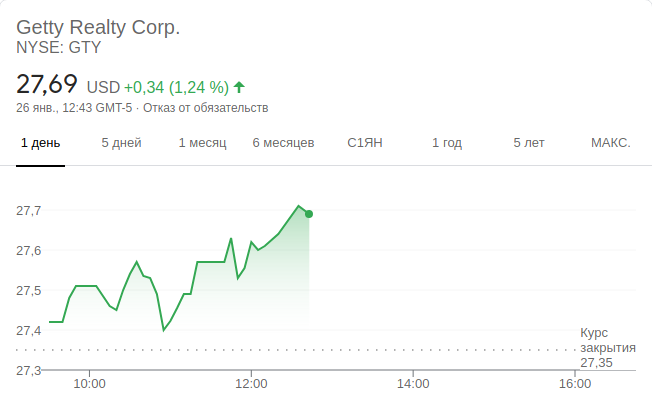 Getty Realty Corp.
NYSE: GTY
27,69 USD +0,34 (1,24 %)
26 янв., 12:43 GMT-5 · Отказ от обязательств
1 день 5 дней 1 месяц 6 месяцев С1ЯН 1 год 5 лет МАКС.
27,7
27,6
27,5
27,4
Курс
закрытия
27,35
27,3
10:00 12:00 14:00 16:00